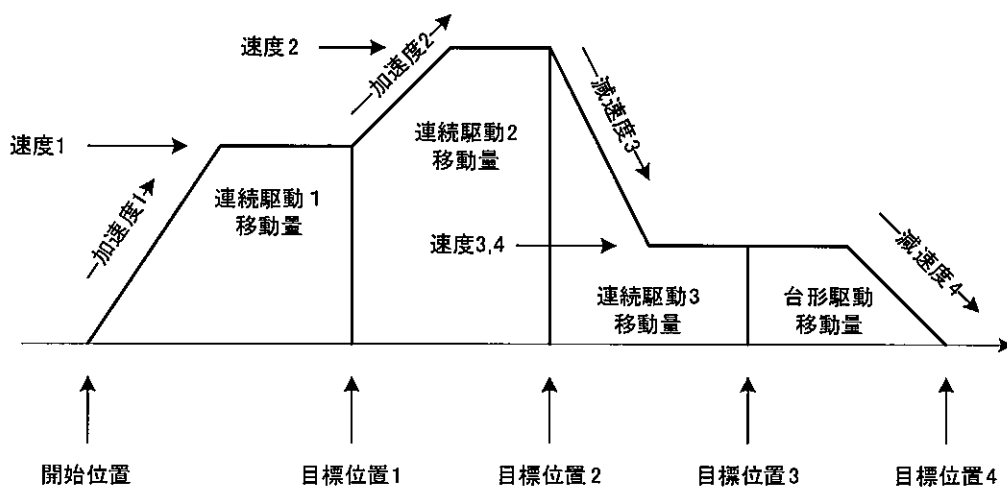 速度2
加速度2
減速度3
速度1
連続駆動2
移動量
加速度1
連続駆動1
移動量
速度3,4
減速度4
連続駆動3
移動量
台形駆動
移動量
開始位置
目標位置1
目標位置2
目標位置3
目標位置4